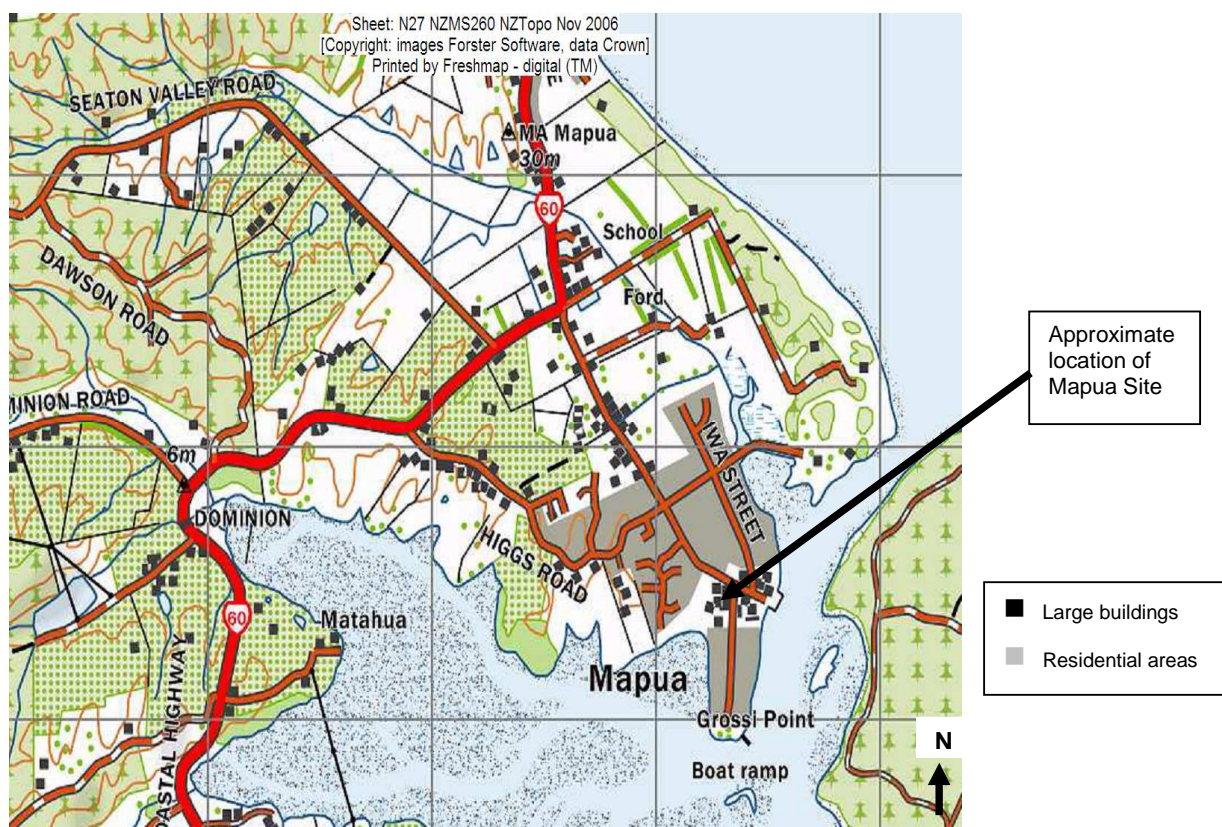 Sheet: N27 NZMS260 NZTopo Nov 2006
[Copyright: images Forster Software, data Crown]
Printed by Freshmap - digital (TM)
SEATON VALLEY ROAD
MA Mapua
30m
60
School
DAWSON ROAD
Ford
Approximate
location of
Mapua Site
MINION ROAD
6m
IWA STREET
DOMINION
HIGGS ROAD
60
Matahua
Large buildings
Residential areas
Mapua
OASTAL HIGHWAY
Grossi Point
Boat ramp
N